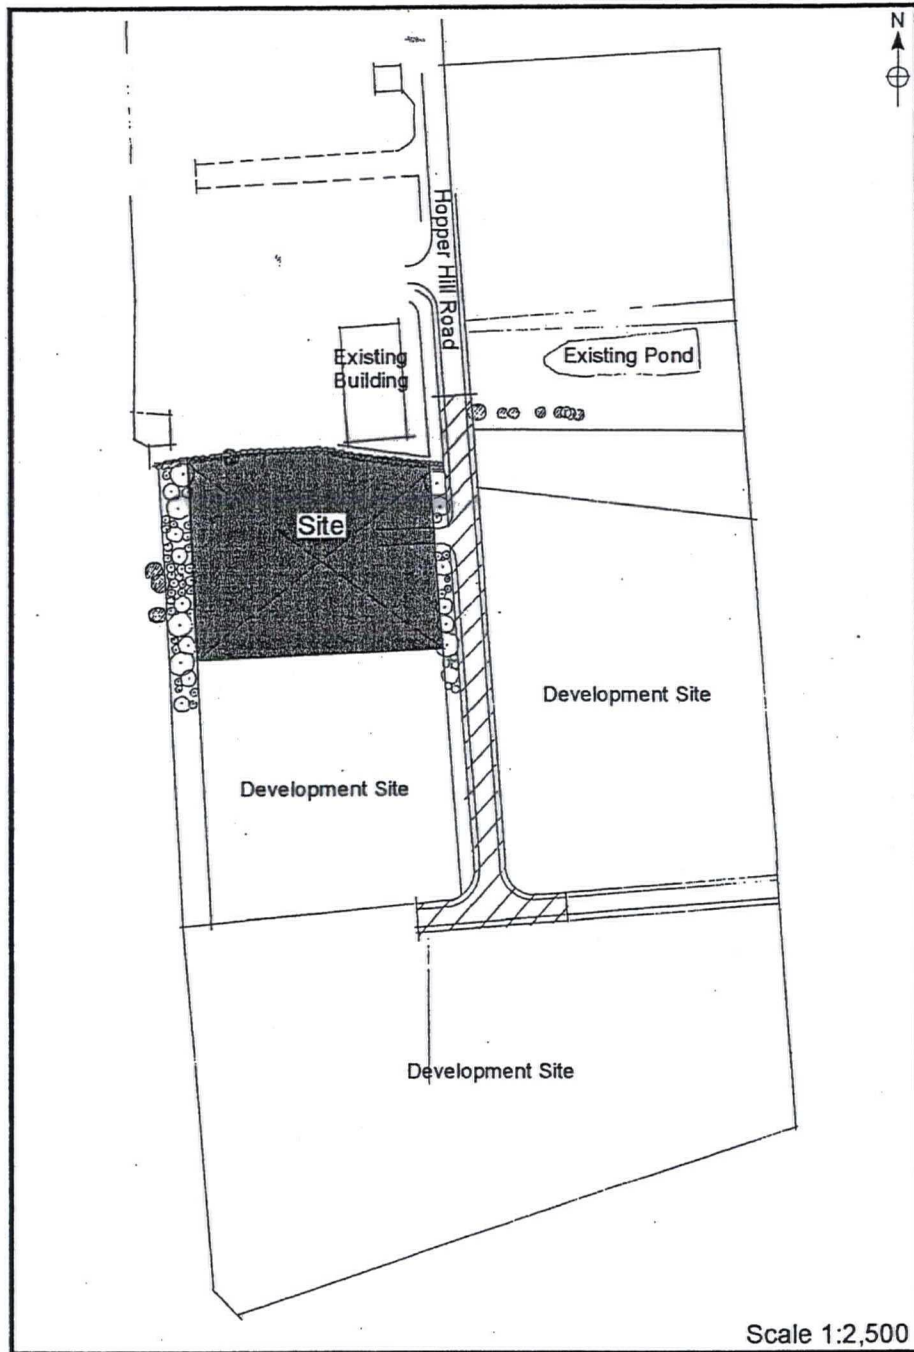 N
Hopper Hill Road
Existing
Building
Existing Pond
Site
Development Site
Development Site
Development Site
Scale 1:2,500